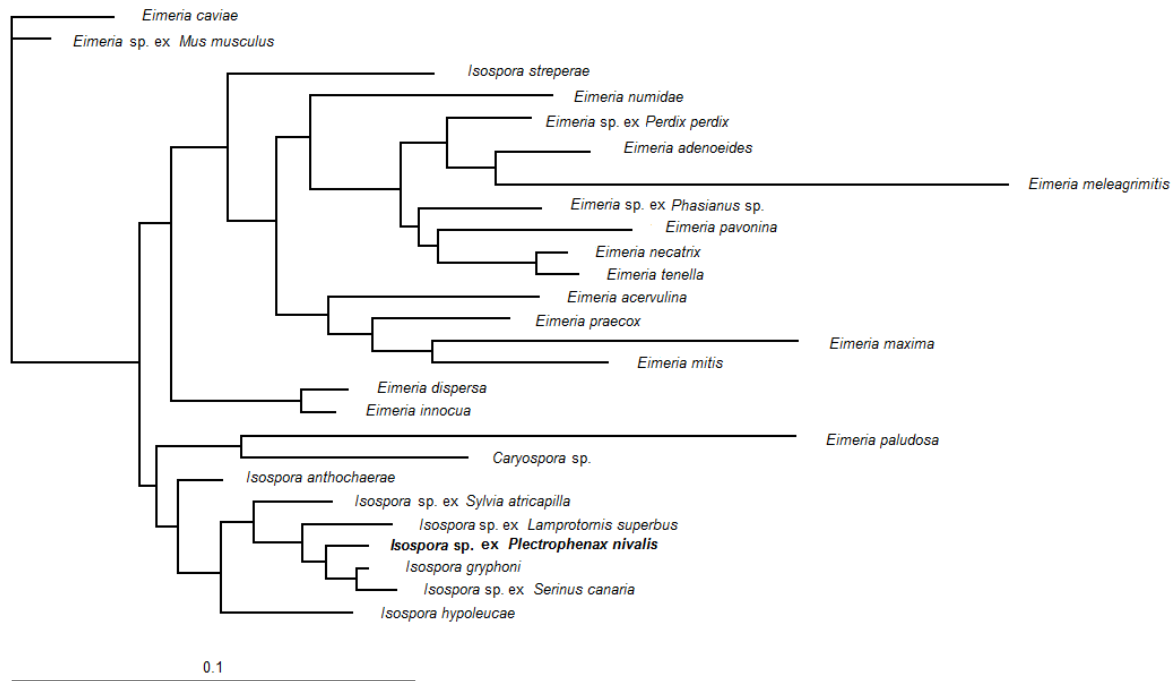 Eimeria caviae
Eimeria sp. ex Mus musculus
Isospora streperae
Eimeria numidae
Eimeria sp. ex Perdix perdix
Eimeria adenoeides
Eimeria meleagrimitis
Eimeria sp. ex Phasianus sp.
Eimeria pavonina
Eimeria necatrix
Eimeria tenella
Eimeria acervulina
Eimeria praecox
Eimeria maxima
Eimeria mitis
Eimeria dispersa
Eimeria innocua
Eimeria paludosa
Caryospora sp.
Isospora anthochaerae
Isospora sp. ex Sylvia atricapilla
Isospora sp. ex Lamprotornis superbus
Isospora sp. ex Plectrophenax nivalis
Isospora gryphoni
Isospora sp. ex Serinus canaria
Isospora hypoleucae
0.1